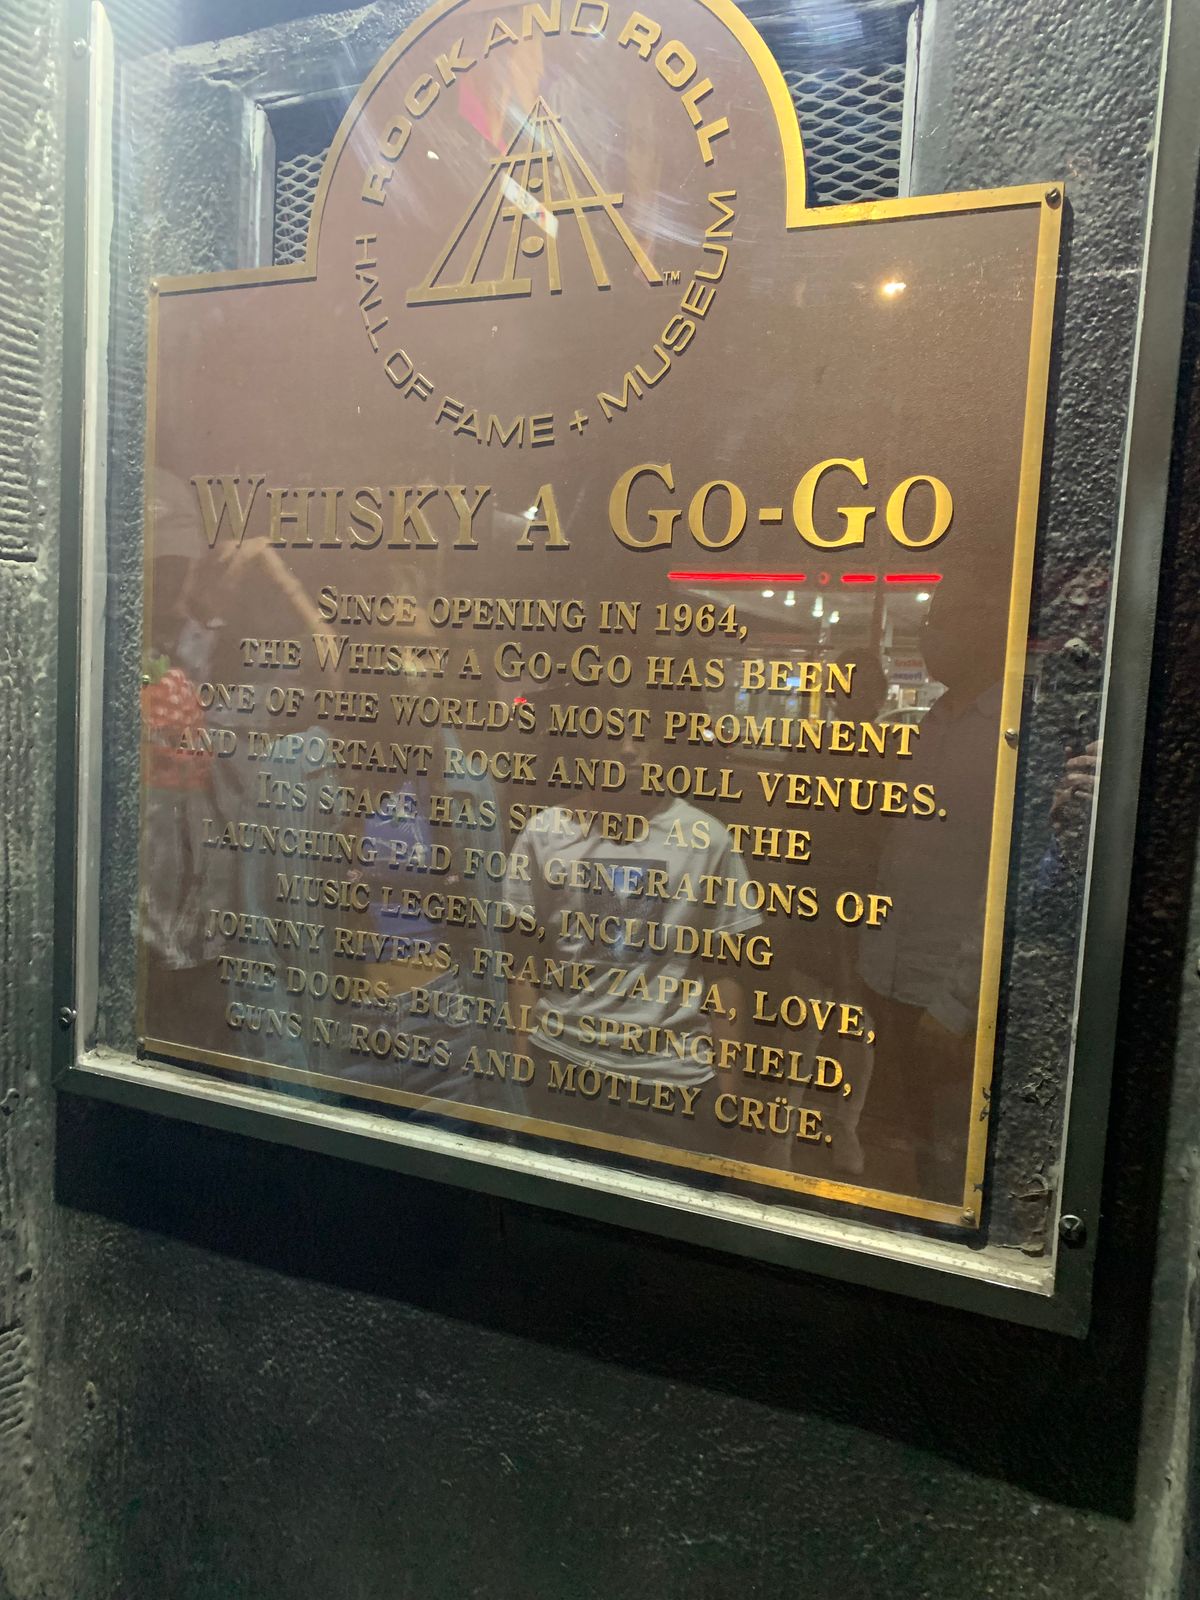 ROCK AND ROLL
HALL OF FAME + MUSEUM
TM
WHISKY A GO-GO
SINCE OPENING IN 1964,
THE WHISKY A GO-GO HAS BEEN
ONE OF THE WORLD'S MOST PROMINENT
AND IMPORTANT ROCK AND ROLL VENUES.
ITS STAGE HAS SERVED AS THE
LAUNCHING PAD FOR GENERATIONS OF
MUSIC LEGENDS, INCLUDING
JOHNNY RIVERS, FRANK ZAPPA, LOVE,
THE DOORS, BUFFALO SPRINGFIELD,
GUNS N' ROSES AND MÖTLEY CRÜE.